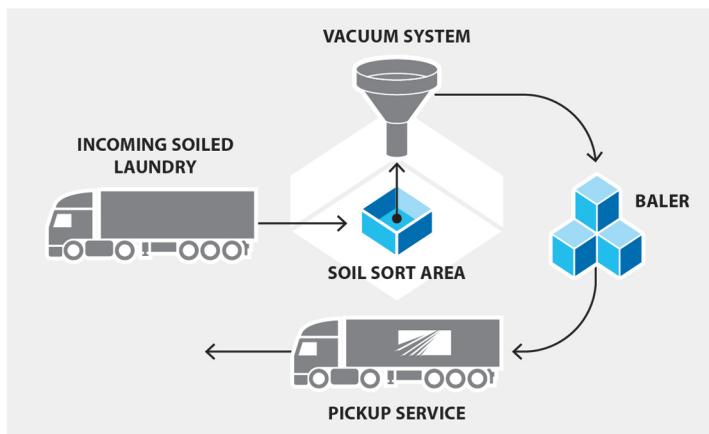 VACUUM SYSTEM
INCOMING SOILED
LAUNDRY
BALER
SOIL SORT AREA
PICKUP SERVICE